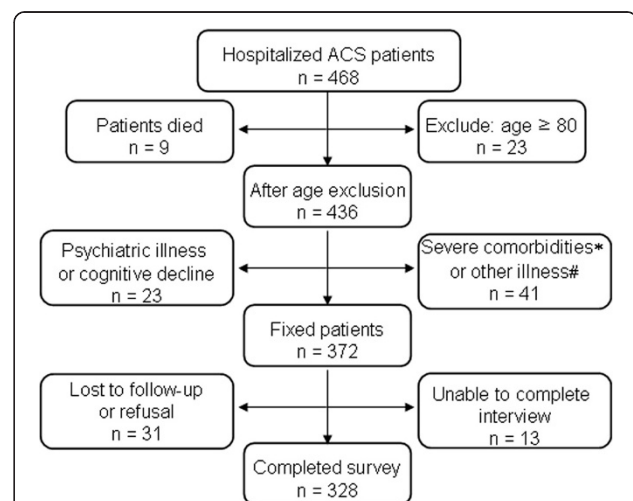 Hospitalized ACS patients
n = 468
Patients died
n = 9
Exclude: age ≥ 80
n = 23
After age exclusion
n = 436
Psychiatric illness
or cognitive decline
n = 23
Severe comorbidities*
or other illness#
n = 41
Fixed patients
n = 372
Lost to follow-up
or refusal
n = 31
Unable to complete
interview
n = 13
Completed survey
n = 328